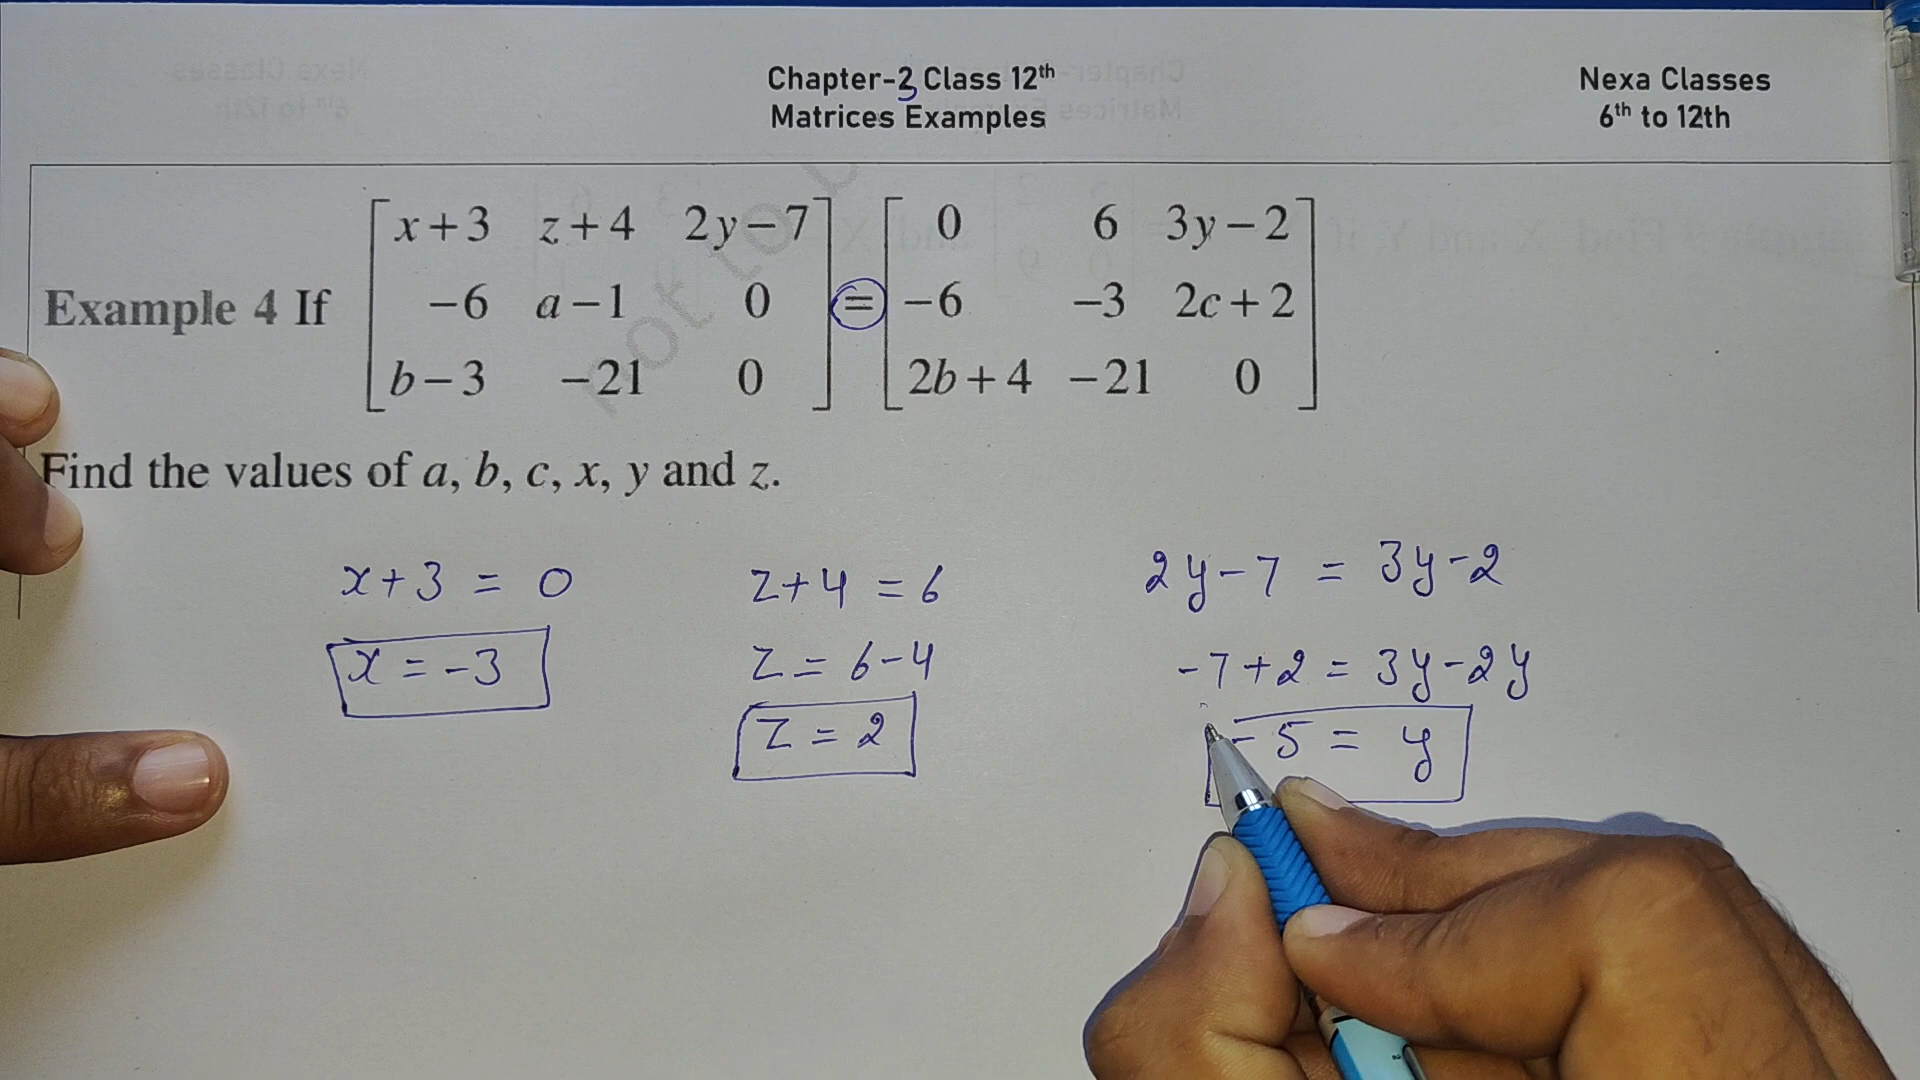 Chapter-3 Class 12th
Matrices Examples
Nexa Classes
6th to 12th
Example 4 If [x+3 z+4 2y−7; −6 a−1 0; b−3 −21 0] = [0 6 3y−2; −6 −3 2c+2; 2b+4 −21 0]
Find the values of a, b, c, x, y and z.
x+3 = 0
x = -3
z+4 = 6
z = 6-4
z = 2
2y-7 = 3y-2
-7+2 = 3y-2y
-5 = y
not to